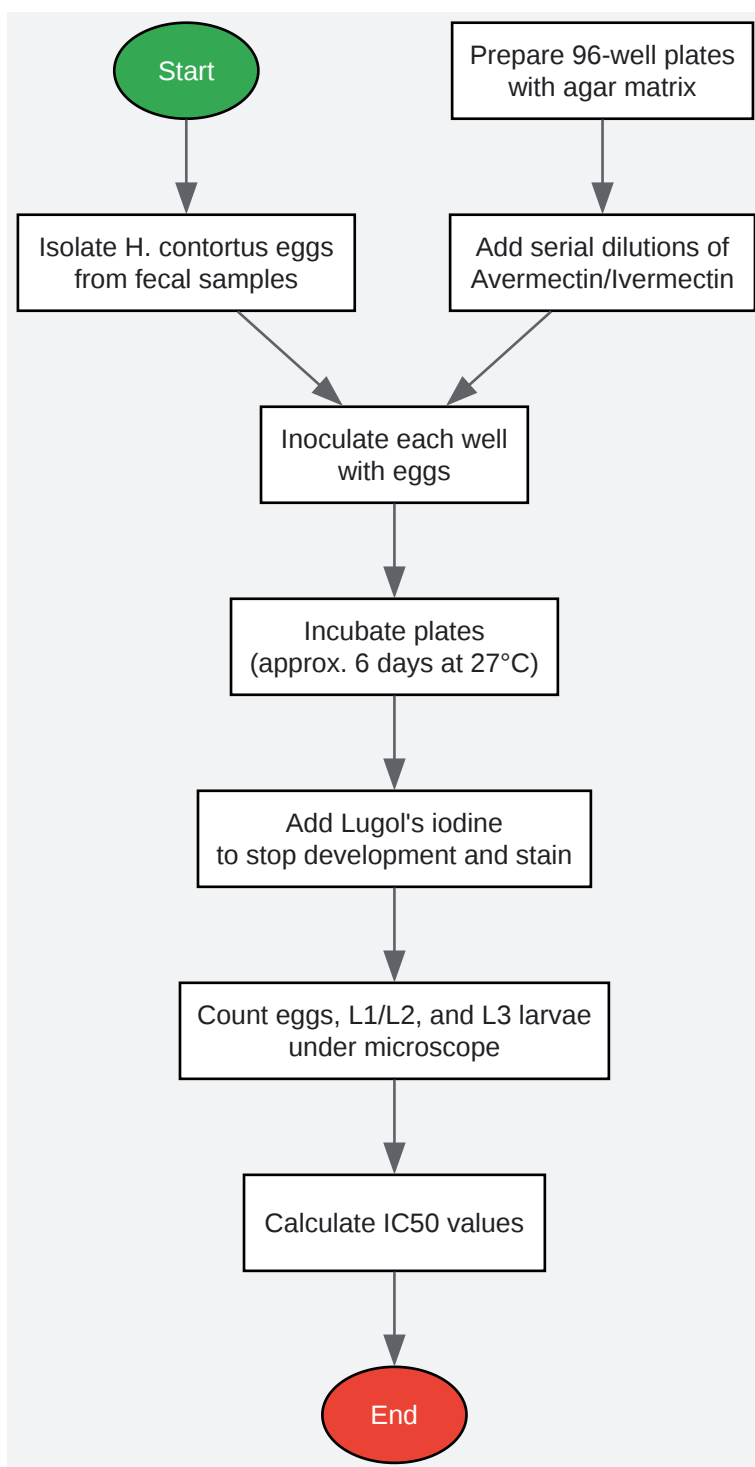 Start
Prepare 96-well plates
with agar matrix
Isolate H. contortus eggs
from fecal samples
Add serial dilutions of
Avermectin/Ivermectin
Inoculate each well
with eggs
Incubate plates
(approx. 6 days at 27°C)
Add Lugol's iodine
to stop development and stain
Count eggs, L1/L2, and L3 larvae
under microscope
Calculate IC50 values
End